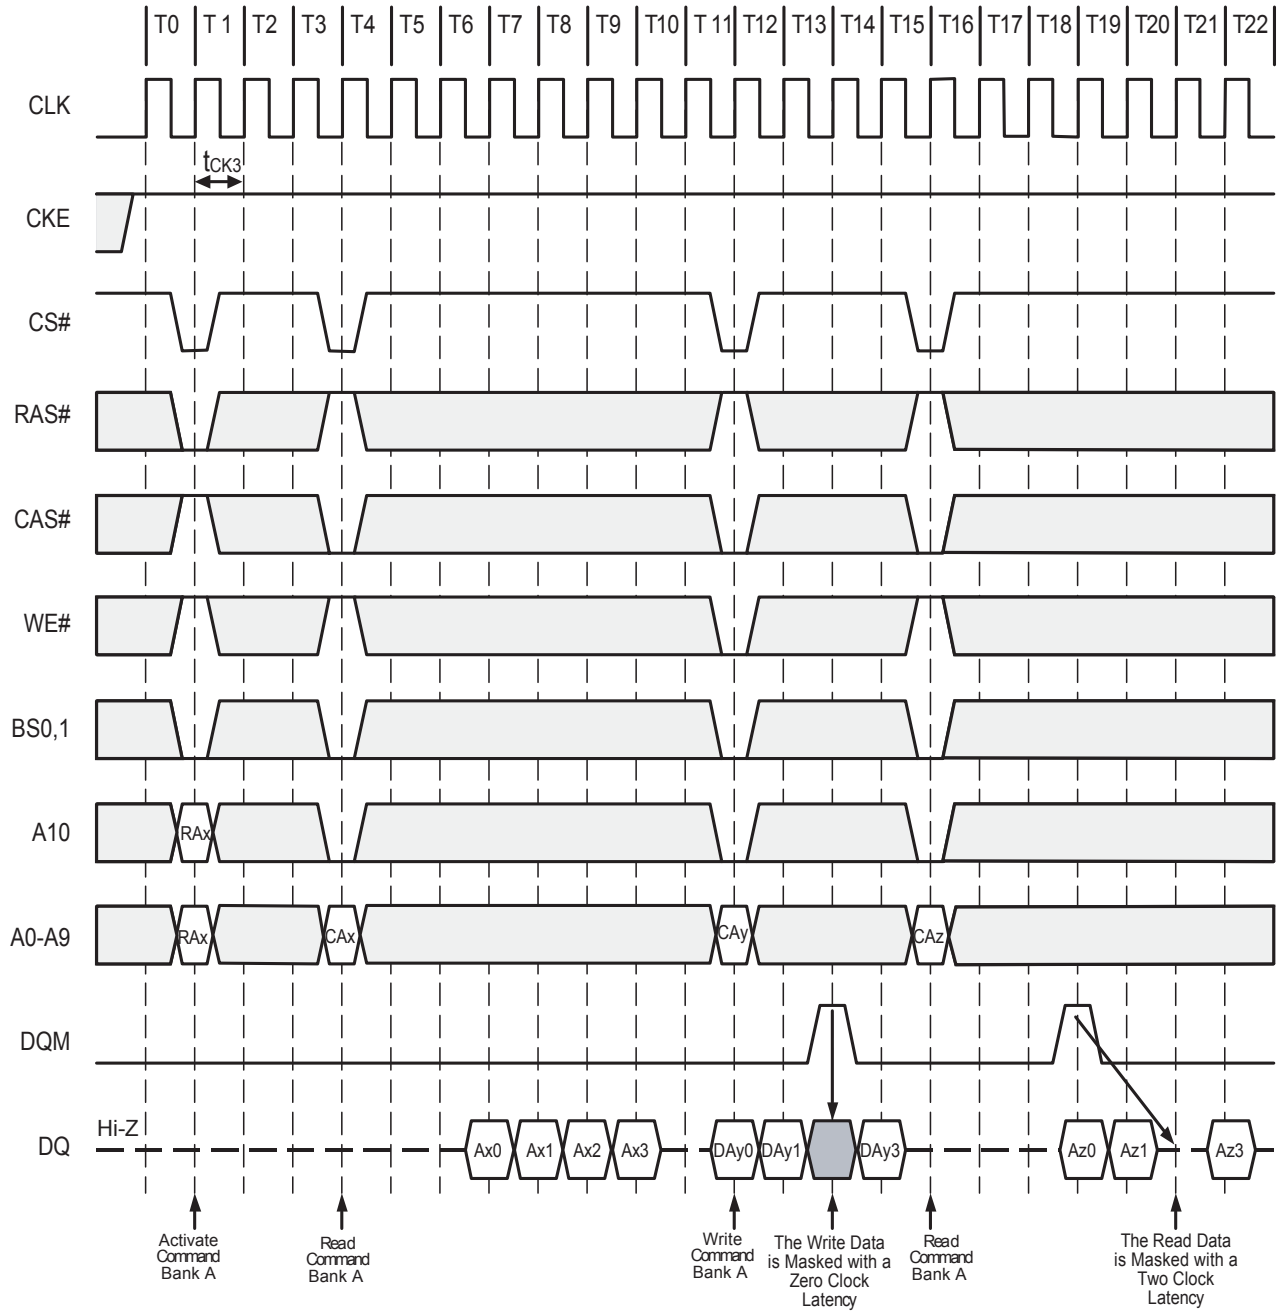 T0 T 1 T2 T3 T4 T5 T6 T7 T8 T9 T10 T 11 T12 T13 T14 T15 T16 T17 T18 T19 T20 T21 T22
CLK
tCK3
CKE
CS#
RAS#
CAS#
WE#
BS0,1
A10
RAx
A0-A9
RAx CAx CAy CAz
DQM
Hi-Z
DQ
Ax0 Ax1 Ax2 Ax3 DAy0 DAy1 DAy3 Az0 Az1 Az3
Activate
Command
Bank A
Read
Command
Bank A
Write
Command
Bank A
The Write Data
is Masked with a
Zero Clock
Latency
Read
Command
Bank A
The Read Data
is Masked with a
Two Clock
Latency